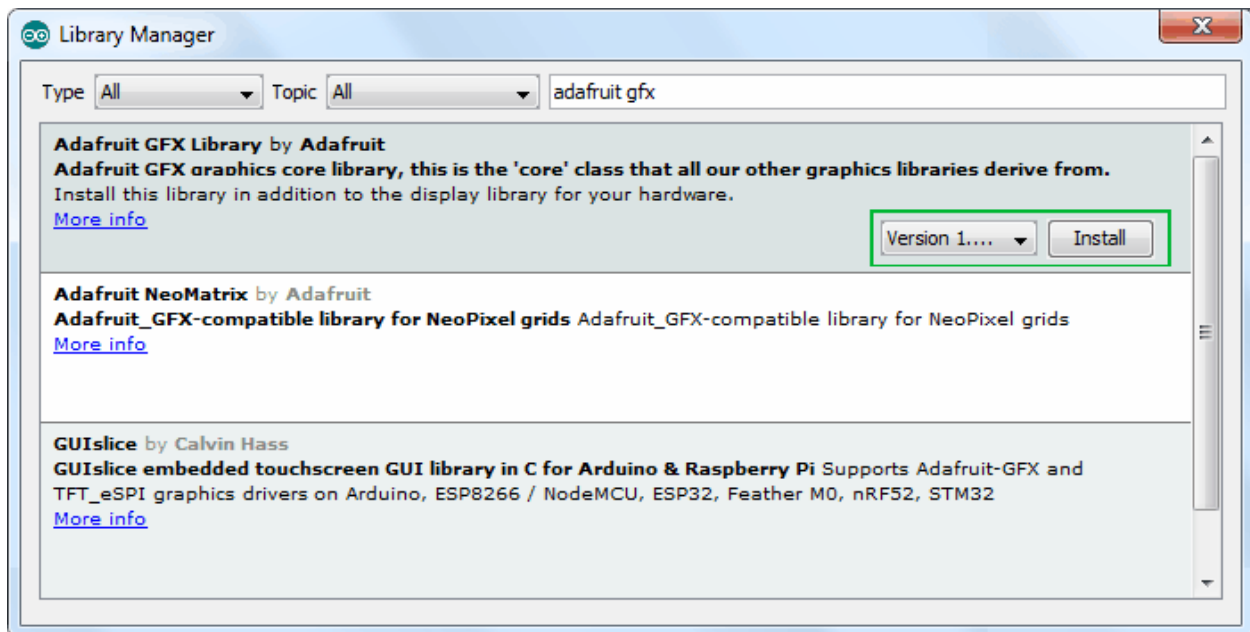 Library Manager
Type All Topic All adafruit gfx
Adafruit GFX Library by Adafruit
Adafruit GFX graphics core library, this is the 'core' class that all our other graphics libraries derive from.
Install this library in addition to the display library for your hardware.
More info
Version 1.... Install
Adafruit NeoMatrix by Adafruit
Adafruit_GFX-compatible library for NeoPixel grids Adafruit_GFX-compatible library for NeoPixel grids
More info
GUIslice by Calvin Hass
GUIslice embedded touchscreen GUI library in C for Arduino & Raspberry Pi Supports Adafruit-GFX and
TFT_eSPI graphics drivers on Arduino, ESP8266 / NodeMCU, ESP32, Feather M0, nRF52, STM32
More info